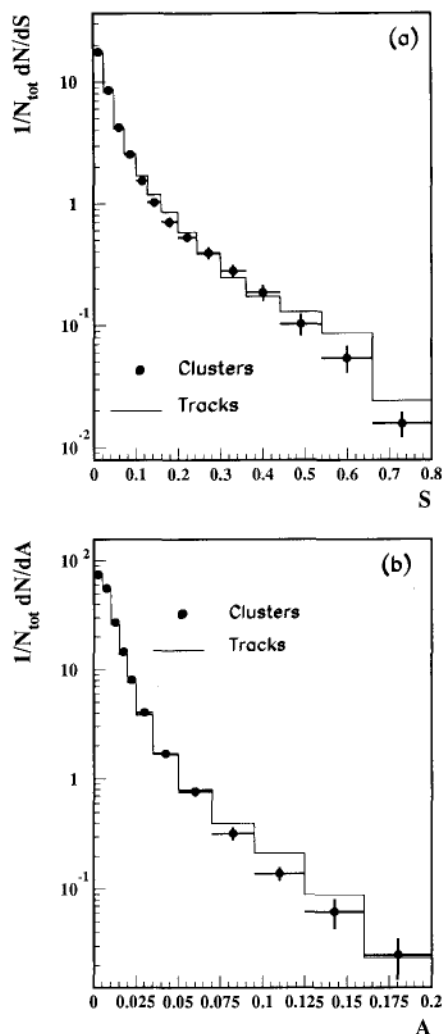 (a)
1/N_tot dN/dS
10
1
10^-1
10^-2
Clusters
Tracks
0 0.1 0.2 0.3 0.4 0.5 0.6 0.7 0.8
S
(b)
1/N_tot dN/dA
10^2
10
1
10^-1
Clusters
Tracks
0 0.025 0.05 0.075 0.1 0.125 0.15 0.175 0.2
A